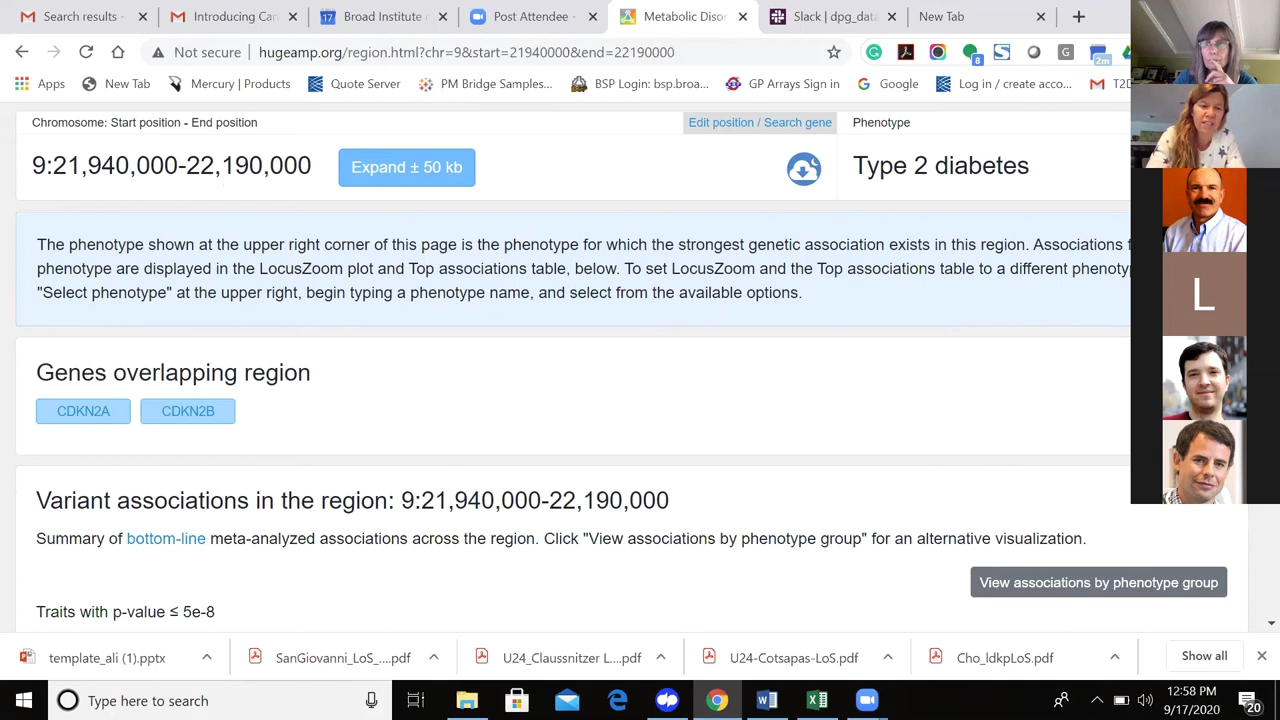 Search results -
Introducing Car
17 Broad Institute
Post Attendee -
Metabolic Disor
Slack | dpg_data
New Tab
Not secure hugeamp.org/region.html?chr=9&start=21940000&end=22190000
G
8
2m
Apps New Tab Mercury | Products Quote Server PM Bridge Samples... BSP Login: bsp.broa... GP Arrays Sign in Google Log in / create acco... T2D
Chromosome: Start position - End position Edit position / Search gene Phenotype
9:21,940,000-22,190,000 Expand ± 50 kb Type 2 diabetes
The phenotype shown at the upper right corner of this page is the phenotype for which the strongest genetic association exists in this region. Associations f
phenotype are displayed in the LocusZoom plot and Top associations table, below. To set LocusZoom and the Top associations table to a different phenoty
"Select phenotype" at the upper right, begin typing a phenotype name, and select from the available options.
L
Genes overlapping region
CDKN2A CDKN2B
Variant associations in the region: 9:21,940,000-22,190,000
Summary of bottom-line meta-analyzed associations across the region. Click "View associations by phenotype group" for an alternative visualization.
View associations by phenotype group
Traits with p-value ≤ 5e-8
template_ali (1).pptx SanGiovanni_LoS_....pdf U24_Claussnitzer L....pdf U24-Cotsapas-LoS.pdf Cho_ldkpLoS.pdf Show all
Type here to search
12:58 PM
9/17/2020
20